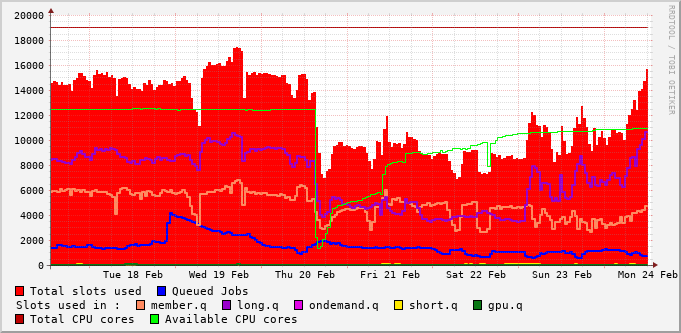 20000
18000
16000
14000
12000
10000
8000
6000
4000
2000
0
Tue 18 Feb Wed 19 Feb Thu 20 Feb Fri 21 Feb Sat 22 Feb Sun 23 Feb Mon 24 Feb
Total slots used Queued Jobs
Slots used in : member.q long.q ondemand.q short.q gpu.q
Total CPU cores Available CPU cores
RRDTOOL / TOBI OETIKER